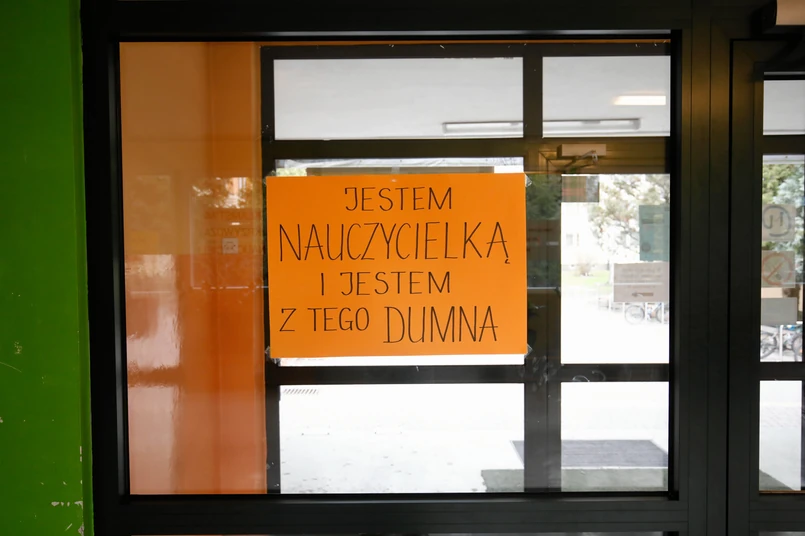 JESTEM
NAUCZYCIELKĄ
I JESTEM
Z TEGO DUMNA